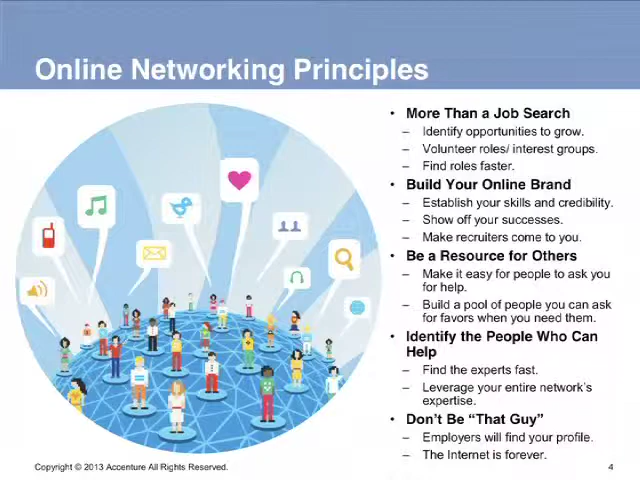 Online Networking Principles
• More Than a Job Search
– Identify opportunities to grow.
– Volunteer roles/ interest groups.
– Find roles faster.
• Build Your Online Brand
– Establish your skills and credibility.
– Show off your successes.
– Make recruiters come to you.
• Be a Resource for Others
– Make it easy for people to ask you
for help.
– Build a pool of people you can ask
for favors when you need them.
• Identify the People Who Can
Help
– Find the experts fast.
– Leverage your entire network's
expertise.
• Don't Be “That Guy”
– Employers will find your profile.
– The Internet is forever.
Copyright © 2013 Accenture All Rights Reserved.
4